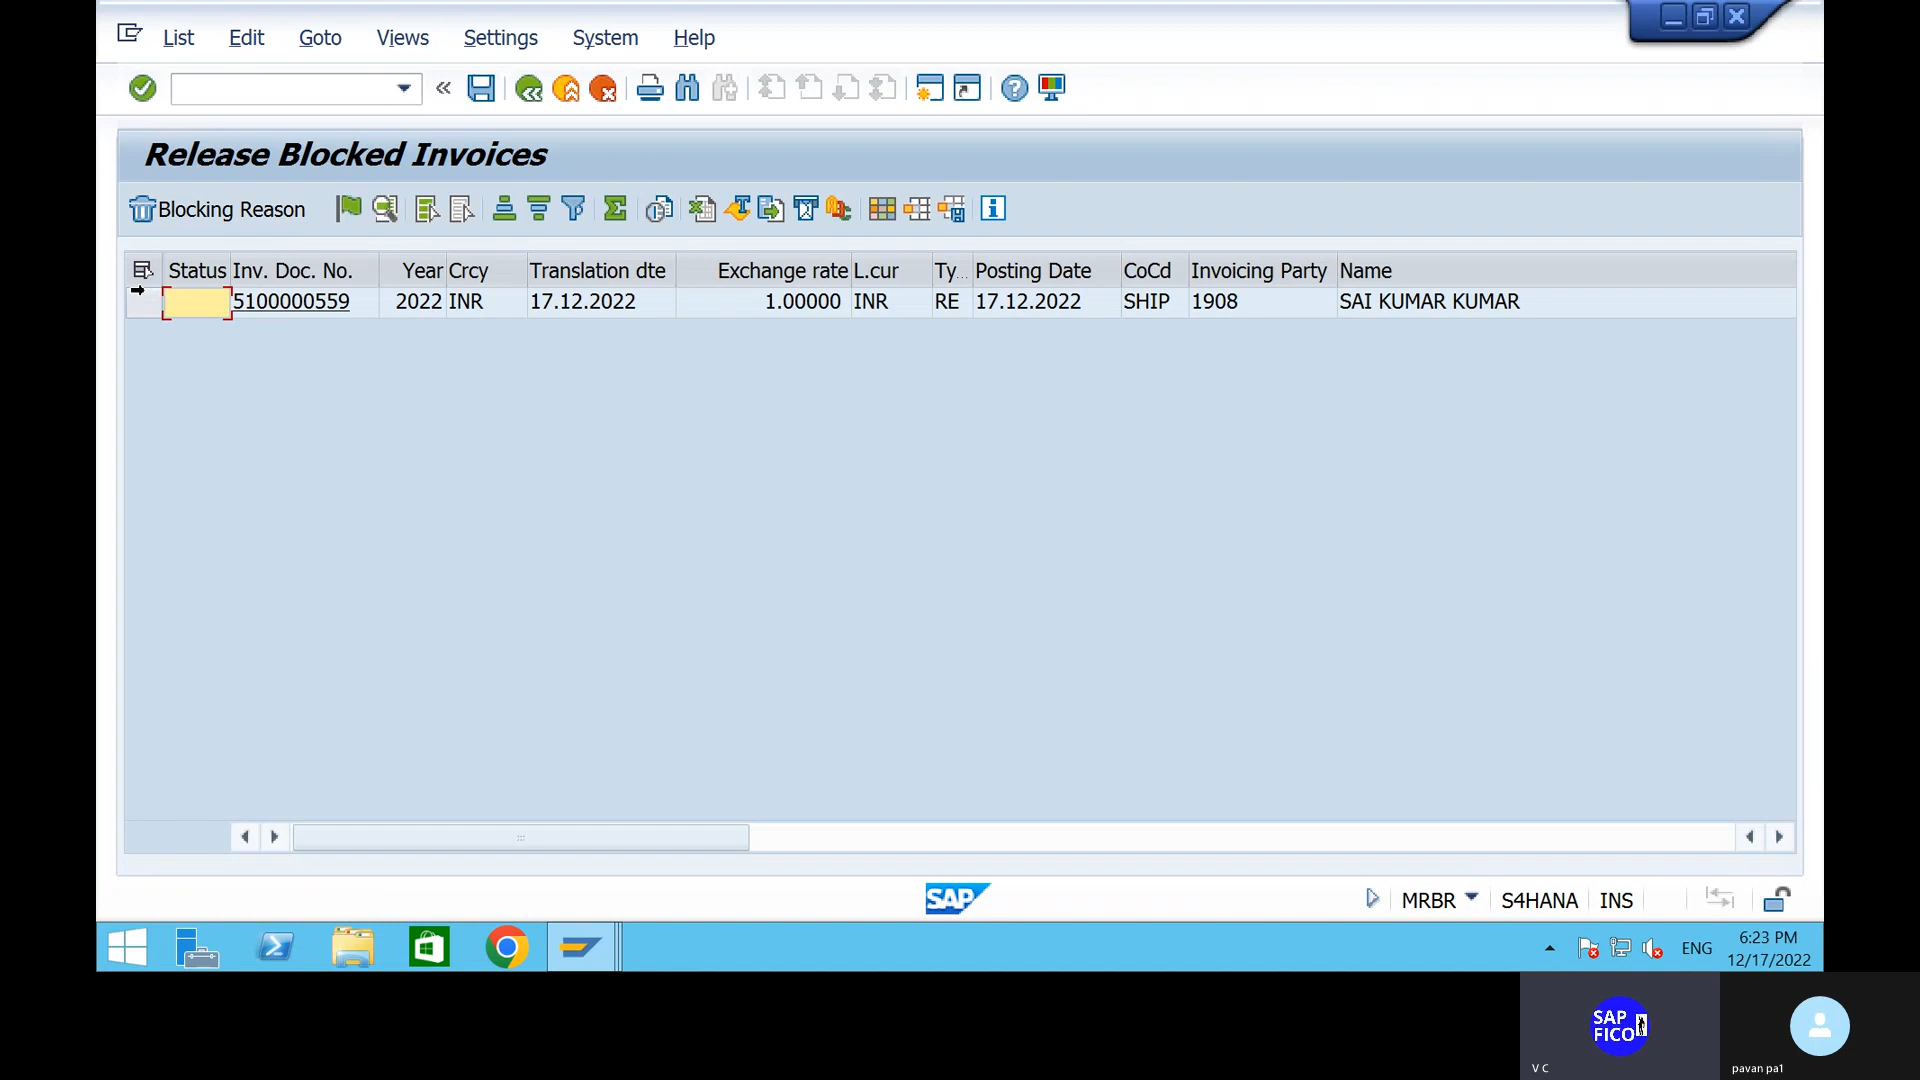 List Edit Goto Views Settings System Help
Release Blocked Invoices
Blocking Reason
Status Inv. Doc. No. Year Crcy Translation dte Exchange rate L.cur Ty... Posting Date CoCd Invoicing Party Name
5100000559 2022 INR 17.12.2022 1.00000 INR RE 17.12.2022 SHIP 1908 SAI KUMAR KUMAR
SAP MRBR S4HANA INS
ENG 6:23 PM
12/17/2022
SAP
FICO
V C
pavan pa1